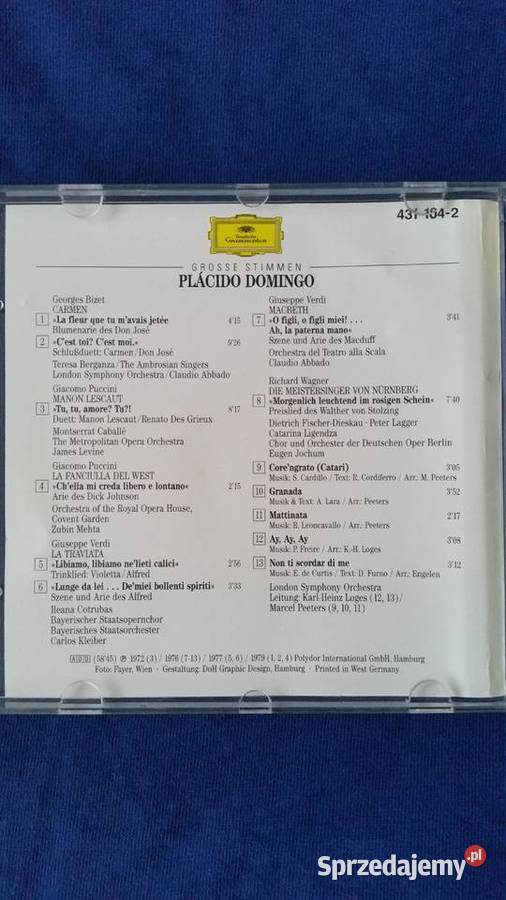 Deutsche
Grammophon
431 104-2
GROSSE STIMMEN
PLÁCIDO DOMINGO
Georges Bizet
CARMEN
1 »La fleur que tu m'avais jetée 4'15
Blumenarie des Don José
2 »C'est toi? C'est moi.« 9'26
Schlußduett: Carmen/Don José
Teresa Berganza/The Ambrosian Singers
London Symphony Orchestra/Claudio Abbado
Giacomo Puccini
MANON LESCAUT
3 »Tu, tu, amore? Tu?! 8'17
Duett: Manon Lescaut/Renato Des Grieux
Montserrat Caballé
The Metropolitan Opera Orchestra
James Levine
Giacomo Puccini
LA FANCIULLA DEL WEST
4 »Ch'ella mi creda libero e lontano« 2'15
Arie des Dick Johnson
Orchestra of the Royal Opera House,
Covent Garden
Zubin Mehta
Giuseppe Verdi
LA TRAVIATA
5 »Libiamo, libiamo ne'lieti calici« 2'56
Trinklied: Violetta/Alfred
6 »Lunge da lei . . . De'miei bollenti spiriti« 3'33
Szene und Arie des Alfred
Ileana Cotrubas
Bayerischer Staatsopernchor
Bayerisches Staatsorchester
Carlos Kleiber
Giuseppe Verdi
MACBETH
7 »O figli, o figli miei! . . . 3'41
Ah, la paterna mano«
Szene und Arie des Macduff
Orchestra del Teatro alla Scala
Claudio Abbado
Richard Wagner
DIE MEISTERSINGER VON NÜRNBERG
8 »Morgenlich leuchtend im rosigen Schein« 7'40
Preislied des Walther von Stolzing
Dietrich Fischer-Dieskau · Peter Lagger
Catarina Ligendza
Chor und Orchester der Deutschen Oper Berlin
Eugen Jochum
9 Core'ngrato (Catari) 3'05
Musik: S. Cardillo / Text: R. Cordiferro / Arr.: M. Peeters
10 Granada 3'52
Musik & Text: A. Lara / Arr.: Peeters
11 Mattinata 2'17
Musik: R. Leoncavallo / Arr.: Peeters
12 Ay, Ay, Ay 3'08
Musik: P. Freire / Arr.: K.-H. Loges
13 Non ti scordar di me 3'12
Musik: E. de Curtis / Text: D. Furno / Arr.: Engelen
London Symphony Orchestra
Leitung: Karl-Heinz Loges (12, 13)/
Marcel Peeters (9, 10, 11)
ADD (58'45) ℗ 1972 (3) / 1976 (7-13) / 1977 (5, 6) / 1979 (1, 2, 4) Polydor International GmbH, Hamburg
Foto: Fayer, Wien · Gestaltung: DoH Graphic Design, Hamburg · Printed in West Germany
Sprzedajemy.pl